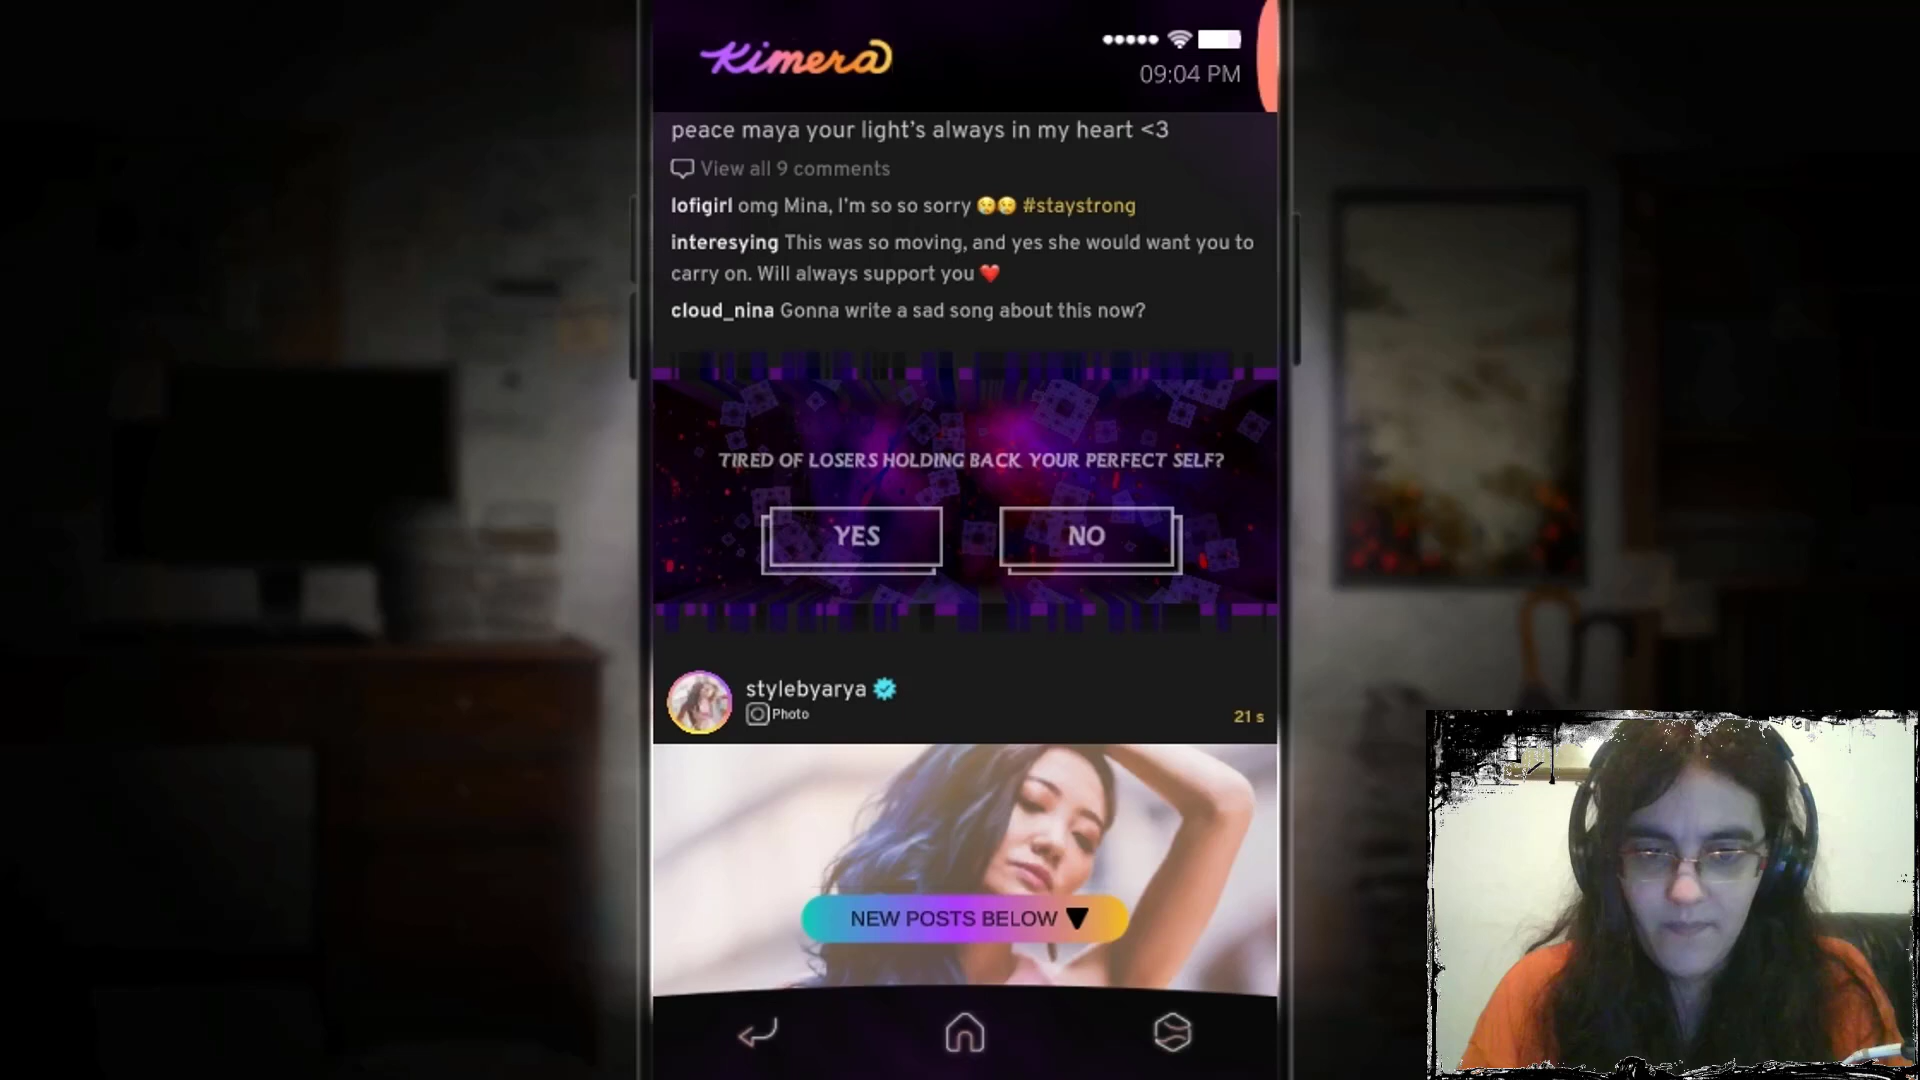 Kimera
09:04 PM
peace maya your light's always in my heart <3
View all 9 comments
lofigirl omg Mina, I'm so so sorry 😢😢 #staystrong
interesying This was so moving, and yes she would want you to
carry on. Will always support you ❤️
cloud_nina Gonna write a sad song about this now?
TIRED OF LOSERS HOLDING BACK YOUR PERFECT SELF?
YES
NO
stylebyarya
Photo
21 s
NEW POSTS BELOW ▼